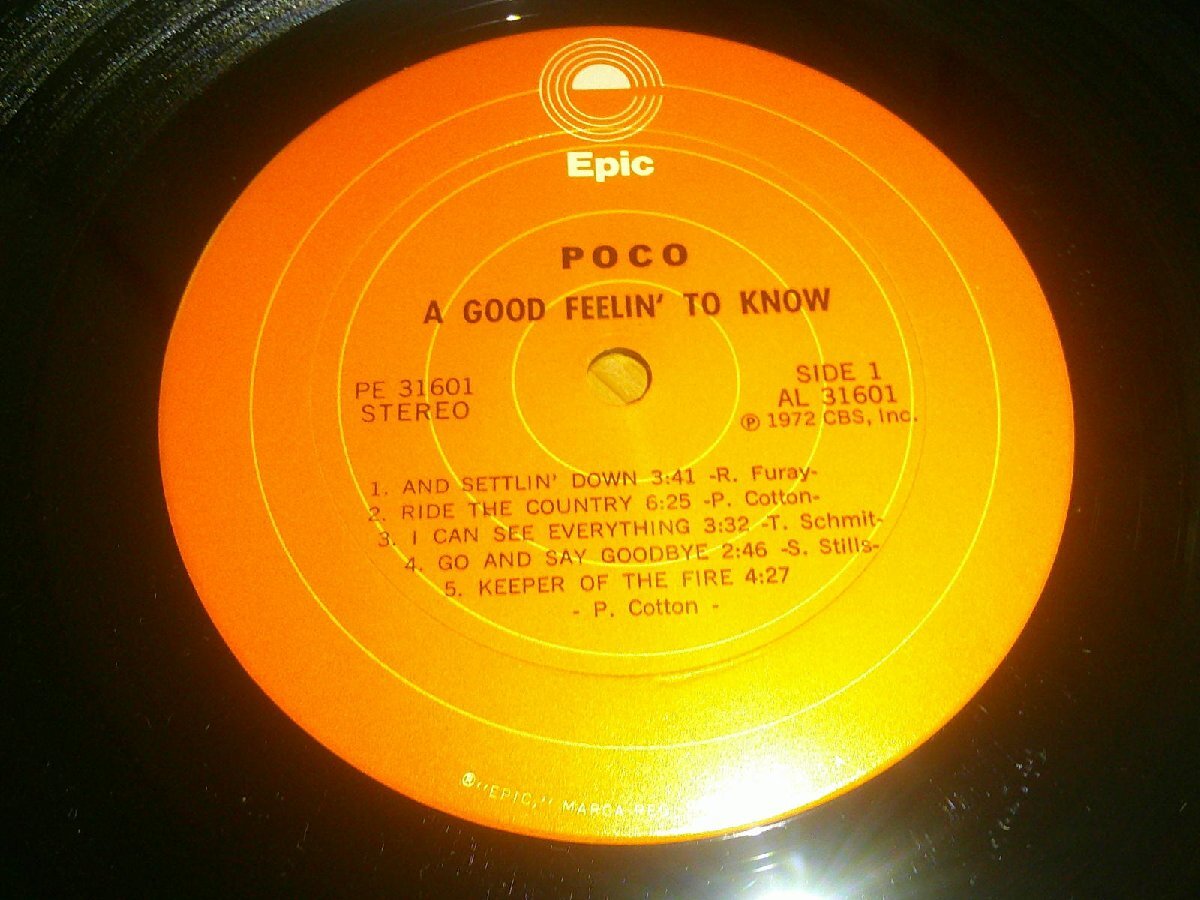 Epic
POCO
A GOOD FEELIN' TO KNOW
PE 31601
STEREO
SIDE 1
AL 31601
℗ 1972 CBS, Inc.
1. AND SETTLIN' DOWN 3:41 -R. Furay-
2. RIDE THE COUNTRY 6:25 -P. Cotton-
3. I CAN SEE EVERYTHING 3:32 -T. Schmit-
4. GO AND SAY GOODBYE 2:46 -S. Stills-
5. KEEPER OF THE FIRE 4:27
- P. Cotton -
®"EPIC," MARCA REG.